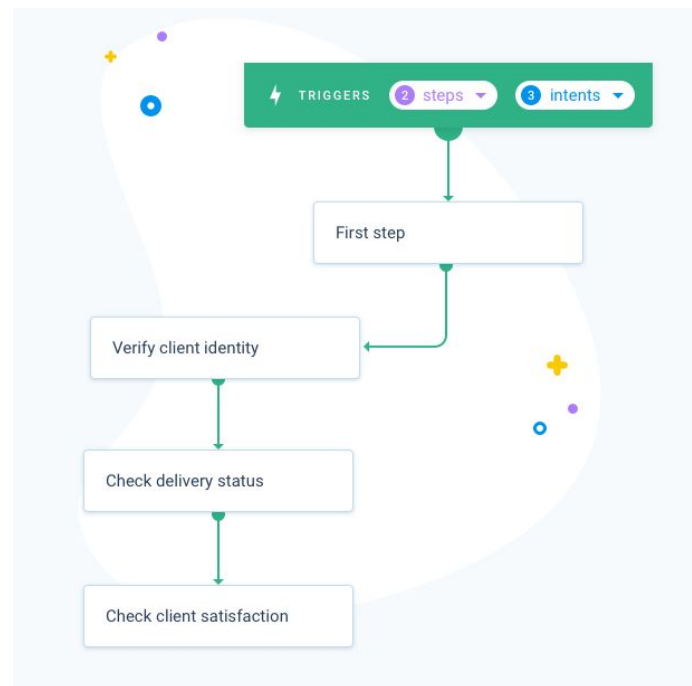 TRIGGERS 2 steps 3 intents
First step
Verify client identity
Check delivery status
Check client satisfaction